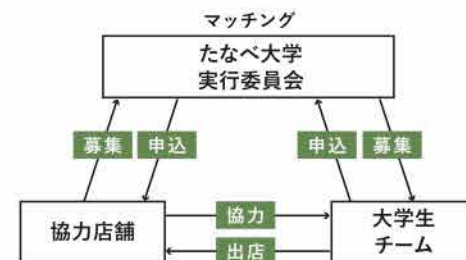 マッチング
たなべ大学
実行委員会
募集
申込
申込
募集
協力店舗
協力
出店
大学生
チーム